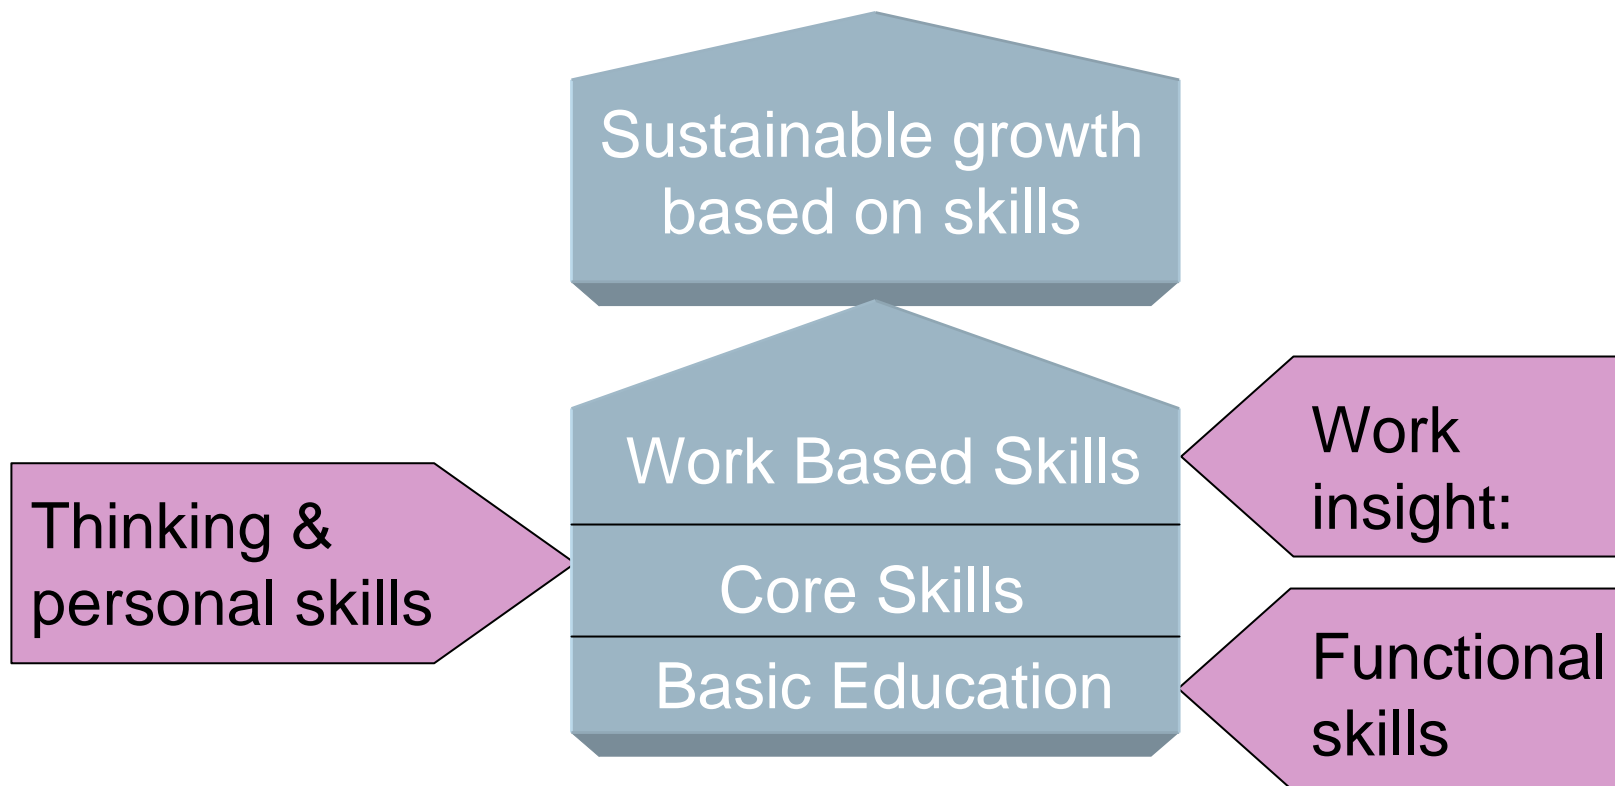 Sustainable growth
based on skills
Work Based Skills
Core Skills
Basic Education
Thinking &
personal skills
Work
insight:
Functional
skills